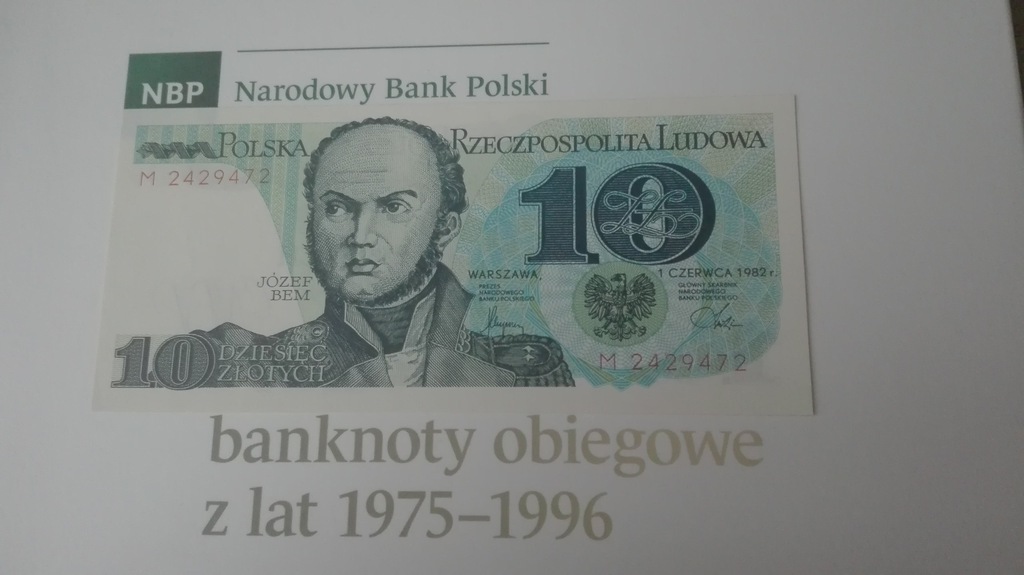 NBP
Narodowy Bank Polski
POLSKA RZECZPOSPOLITA LUDOWA
M 2429472
10
JÓZEF
BEM
WARSZAWA, 1 CZERWCA 1982 r.
PREZES
NARODOWEGO
BANKU POLSKIEGO
GŁÓWNY SKARBNIK
NARODOWEGO
BANKU POLSKIEGO
M 2429472
10 DZIESIĘĆ
ZŁOTYCH
banknoty obiegowe
z lat 1975–1996